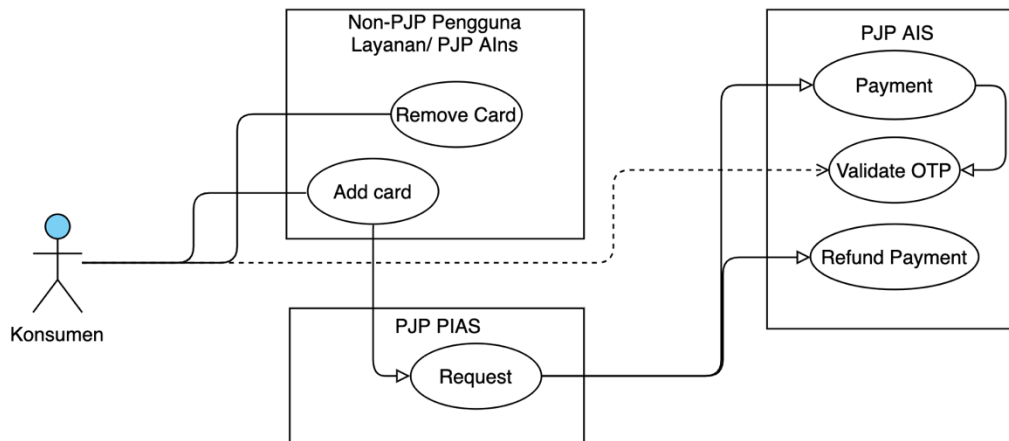 Non-PJP Pengguna
Layanan/ PJP AIns
Remove Card
Add card
Konsumen
PJP PIAS
Request
PJP AIS
Payment
Validate OTP
Refund Payment